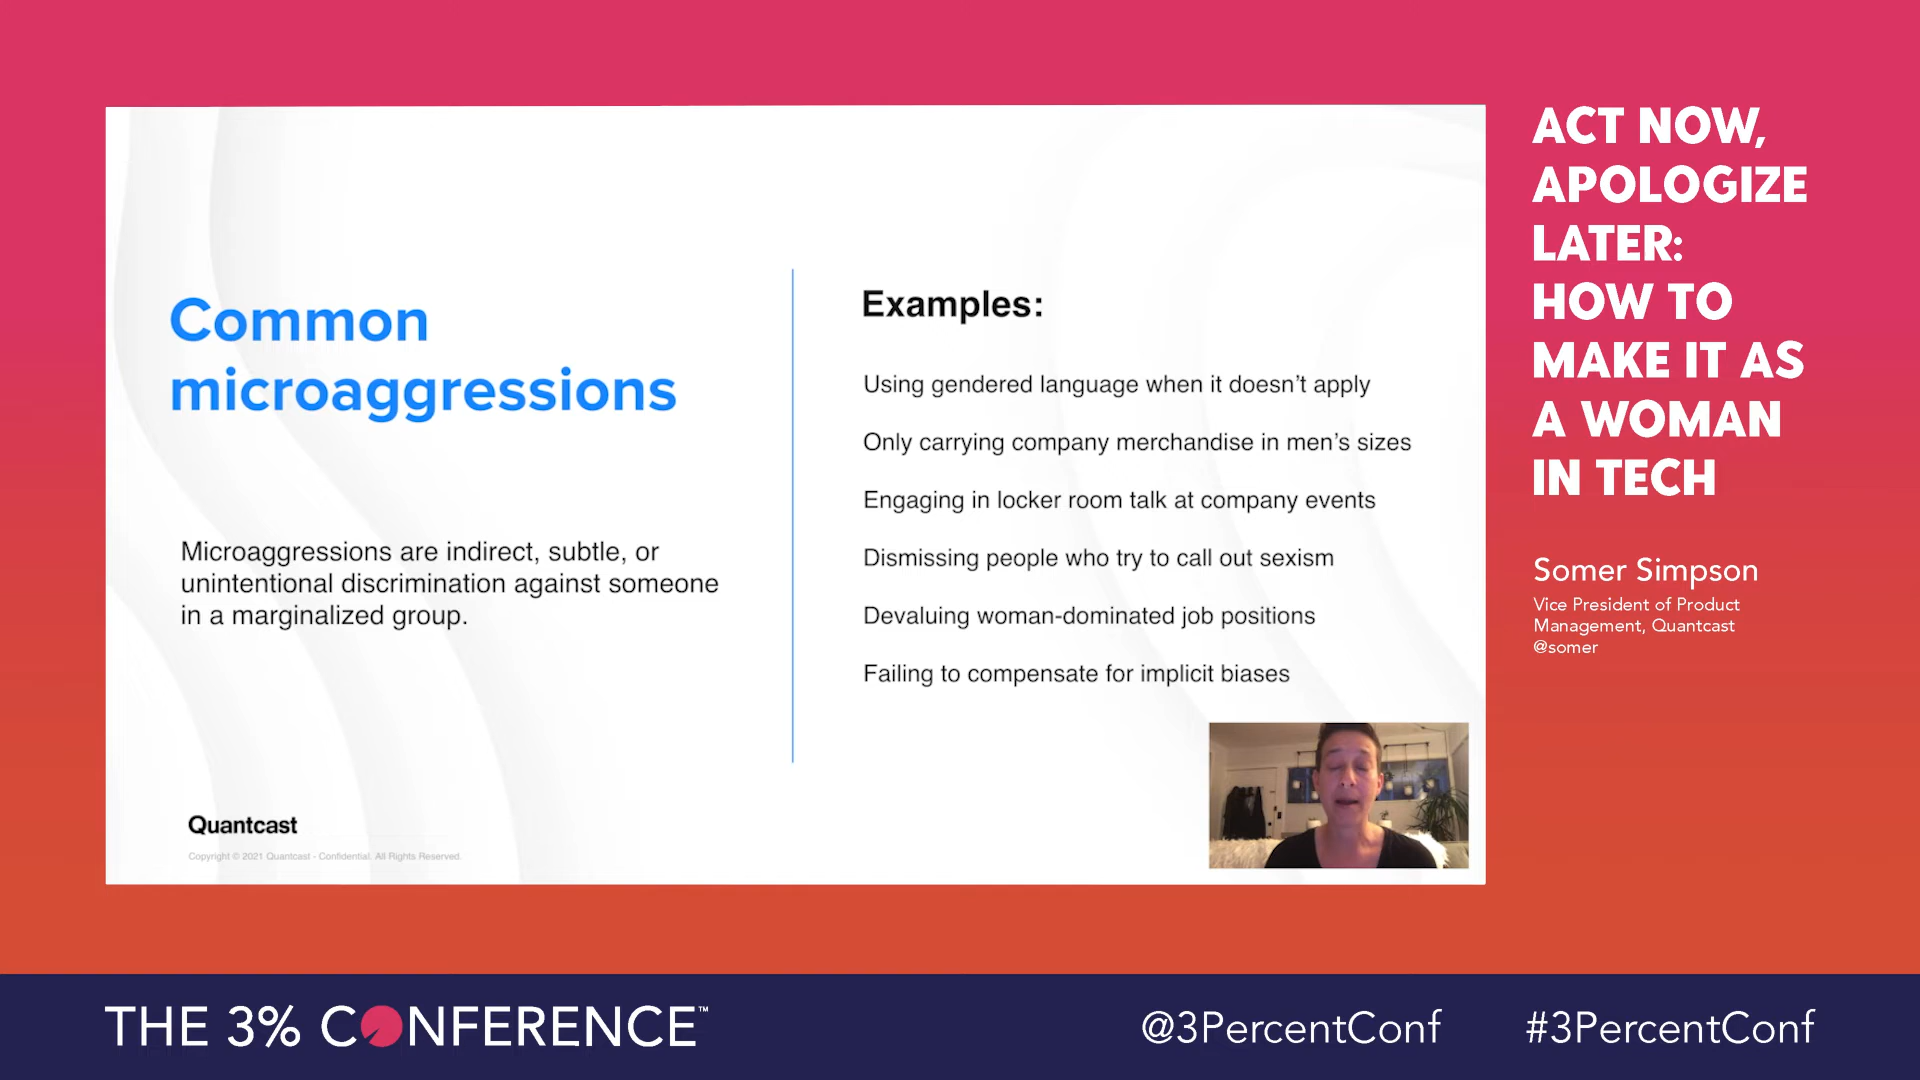 Common
microaggressions
Microaggressions are indirect, subtle, or
unintentional discrimination against someone
in a marginalized group.
Quantcast
Copyright © 2021 Quantcast - Confidential. All Rights Reserved.
Examples:
Using gendered language when it doesn’t apply
Only carrying company merchandise in men’s sizes
Engaging in locker room talk at company events
Dismissing people who try to call out sexism
Devaluing woman-dominated job positions
Failing to compensate for implicit biases
ACT NOW,
APOLOGIZE
LATER:
HOW TO
MAKE IT AS
A WOMAN
IN TECH
Somer Simpson
Vice President of Product
Management, Quantcast
@somer
THE 3% CONFERENCE™
@3PercentConf
#3PercentConf